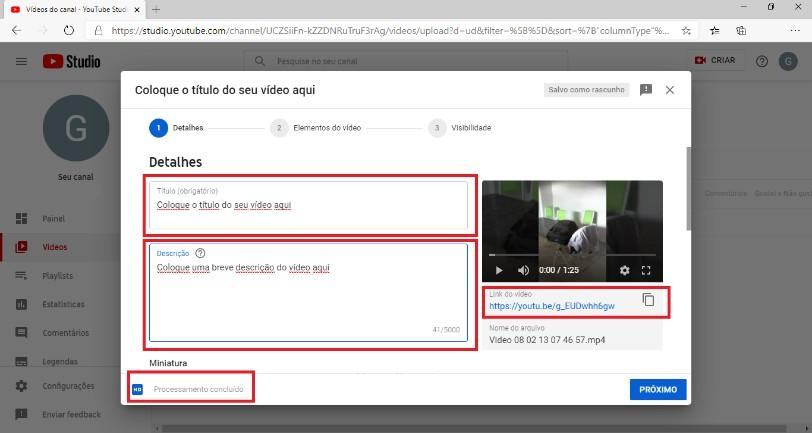 Vídeos do canal - YouTube Studi
https://studio.youtube.com/channel/UCZSiiFn-kZZDNRuTruF3rAg/videos/upload?d=ud&filter=%5B%5D&sort=%7B"columnType"%...
Studio
Pesquise no seu canal
CRIAR
G
Coloque o título do seu vídeo aqui
Salvo como rascunho
1 Detalhes
2 Elementos do vídeo
3 Visibilidade
G
Seu canal
Painel
Vídeos
Playlists
Estatísticas
Comentários
Legendas
Configurações
Enviar feedback
Detalhes
Título (obrigatório)
Coloque o título do seu vídeo aqui
Descrição
Coloque uma breve descrição do vídeo aqui
41/5000
Miniatura
0:00 / 1:25
Link do vídeo
https://youtu.be/g_EUDwhh6gw
Nome do arquivo
Video 08 02 13 07 46 57.mp4
Comentários
Gostei x Não gost
HD Processamento concluído
PRÓXIMO